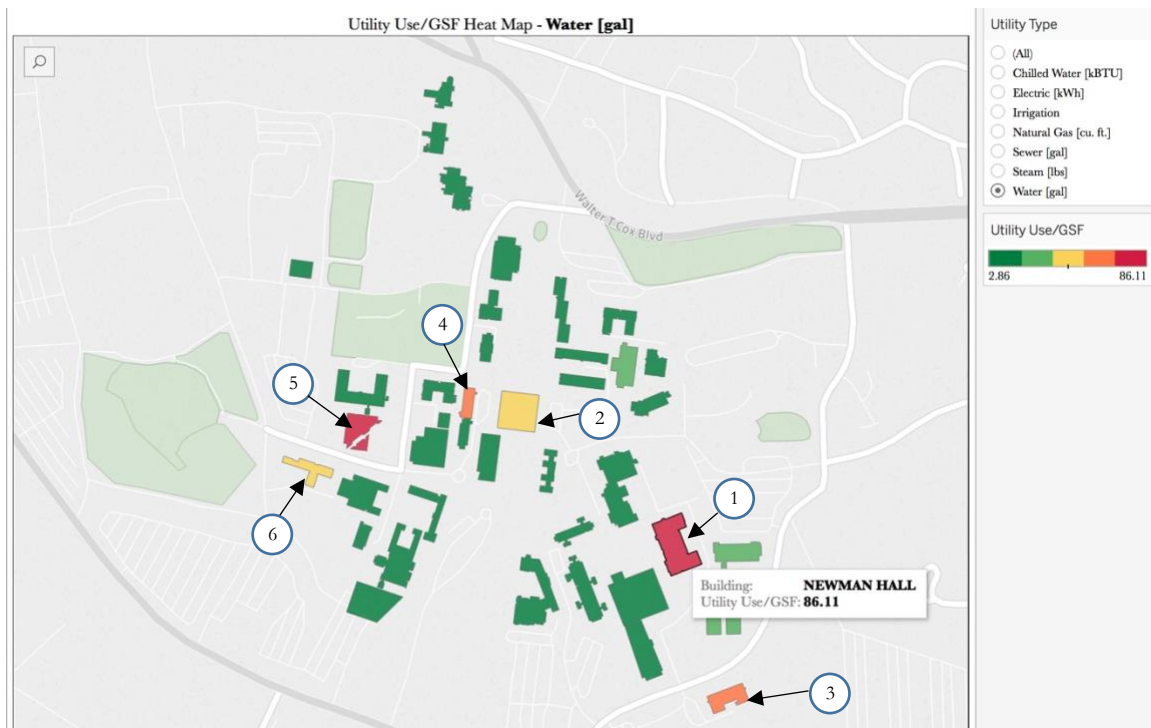 Utility Use/GSF Heat Map - Water [gal]
Walter T Cox Blvd
4
5
2
6
1
Building: NEWMAN HALL
Utility Use/GSF: 86.11
3
Utility Type
(All)
Chilled Water [kBTU]
Electric [kWh]
Irrigation
Natural Gas [cu. ft.]
Sewer [gal]
Steam [lbs]
Water [gal]
Utility Use/GSF
2.86 86.11